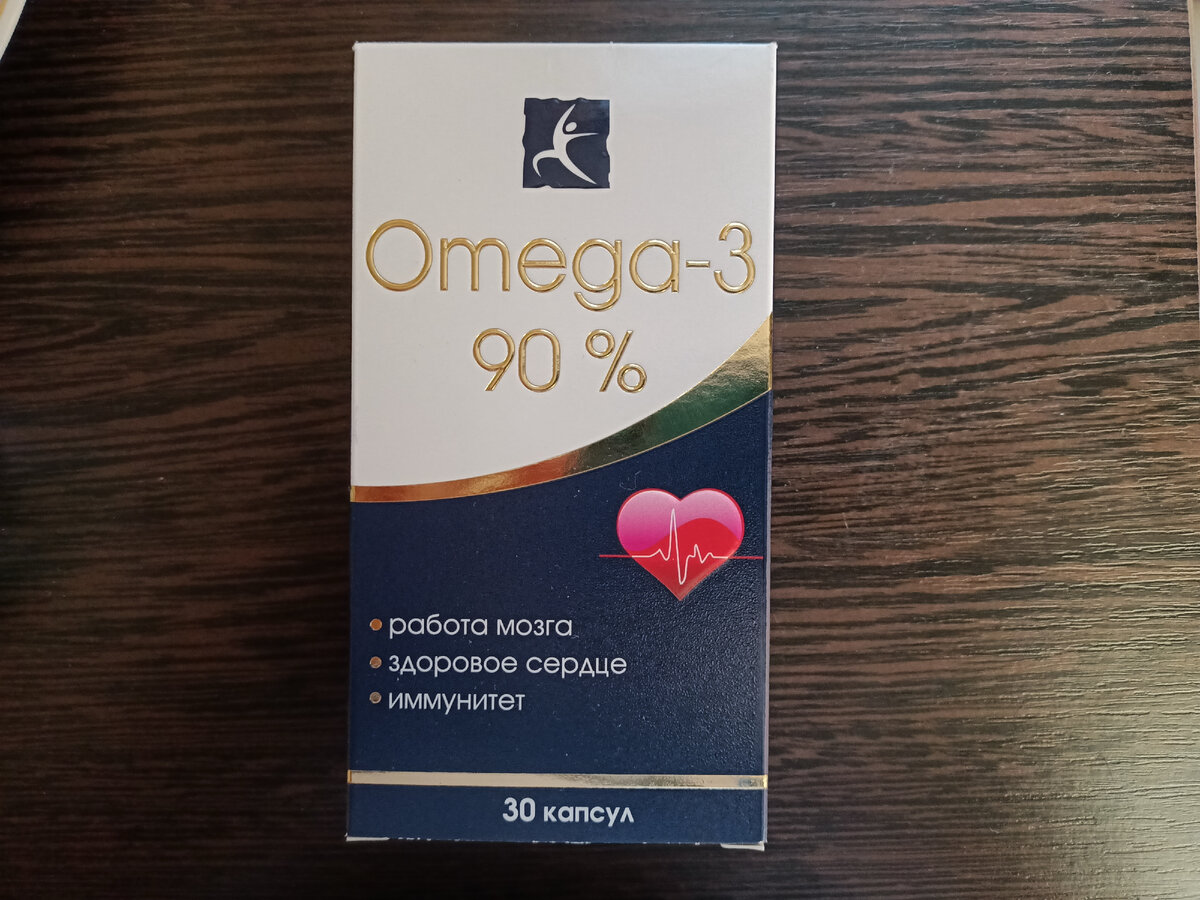 Omega-3
90 %
• работа мозга
• здоровое сердце
• иммунитет
30 капсул